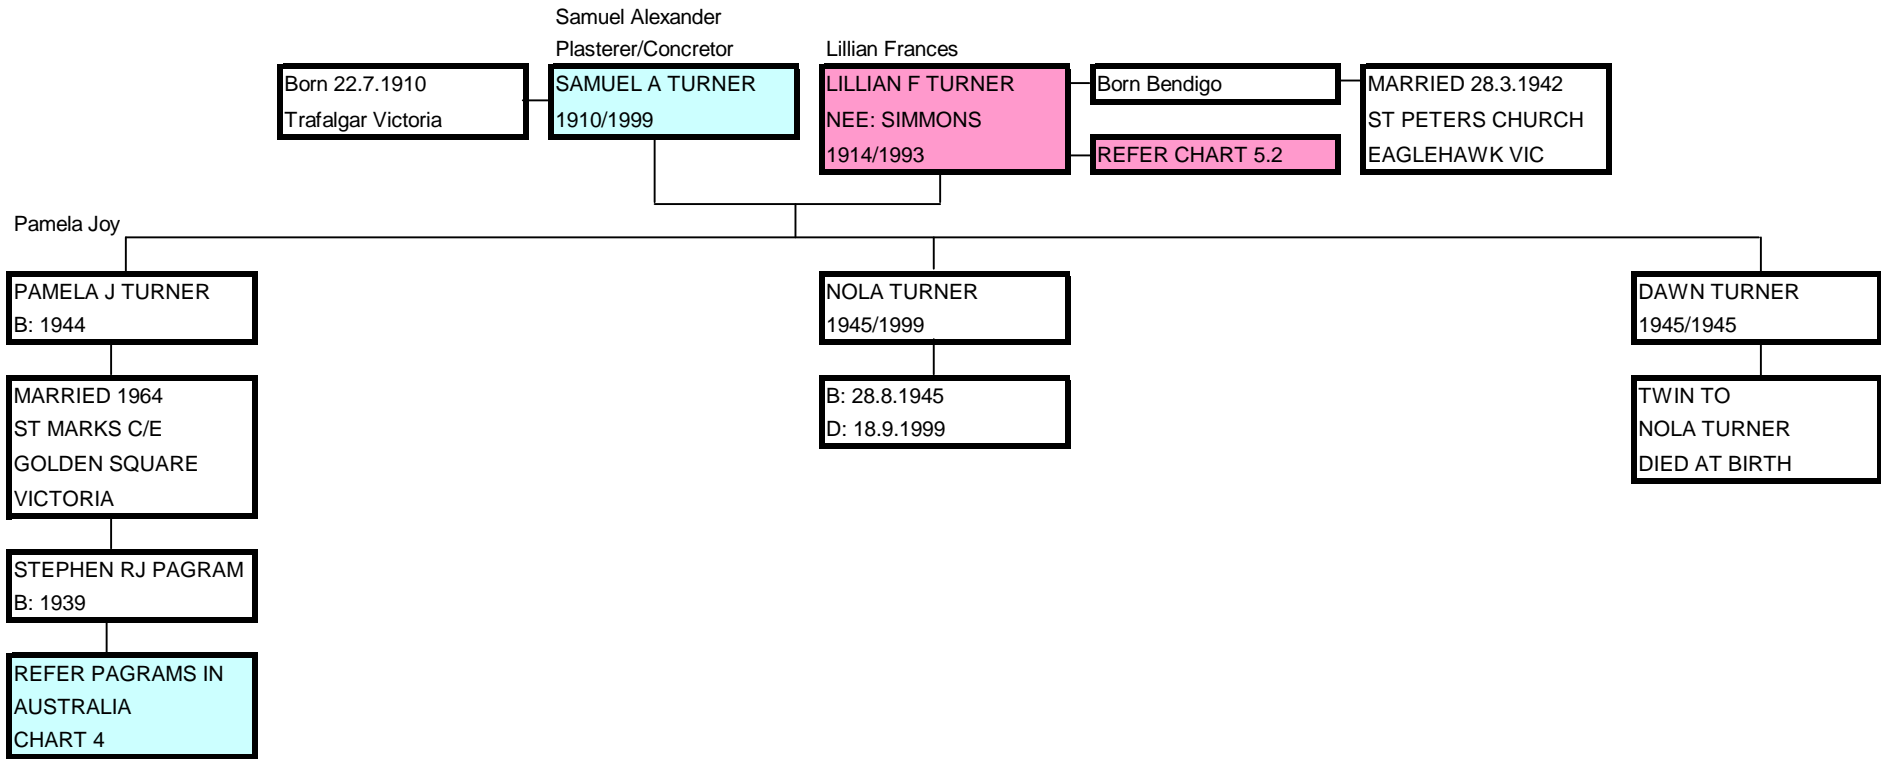 Samuel Alexander
Plasterer/Concretor
Lillian Frances
Born 22.7.1910
Trafalgar Victoria
SAMUEL A TURNER
1910/1999
LILLIAN F TURNER
NEE: SIMMONS
1914/1993
Born Bendigo
REFER CHART 5.2
MARRIED 28.3.1942
ST PETERS CHURCH
EAGLEHAWK VIC
Pamela Joy
PAMELA J TURNER
B: 1944
NOLA TURNER
1945/1999
DAWN TURNER
1945/1945
MARRIED 1964
ST MARKS C/E
GOLDEN SQUARE
VICTORIA
B: 28.8.1945
D: 18.9.1999
TWIN TO
NOLA TURNER
DIED AT BIRTH
STEPHEN RJ PAGRAM
B: 1939
REFER PAGRAMS IN
AUSTRALIA
CHART 4